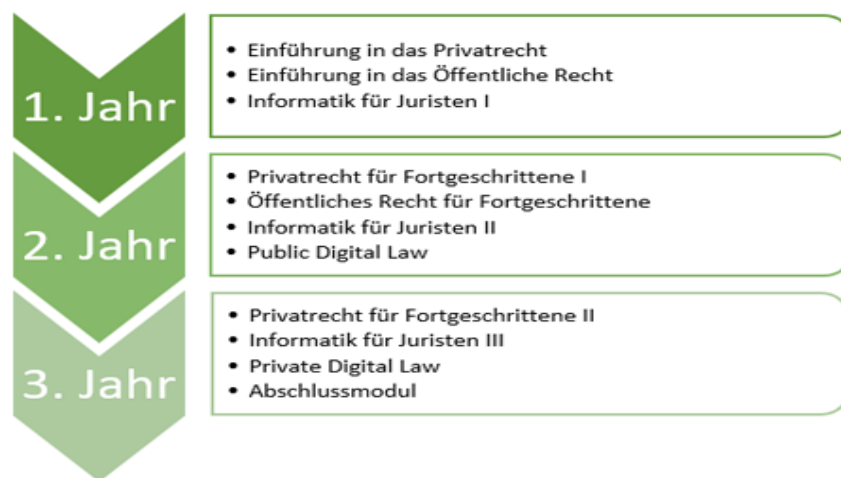 1. Jahr
• Einführung in das Privatrecht
• Einführung in das Öffentliche Recht
• Informatik für Juristen I
2. Jahr
• Privatrecht für Fortgeschrittene I
• Öffentliches Recht für Fortgeschrittene
• Informatik für Juristen II
• Public Digital Law
3. Jahr
• Privatrecht für Fortgeschrittene II
• Informatik für Juristen III
• Private Digital Law
• Abschlussmodul